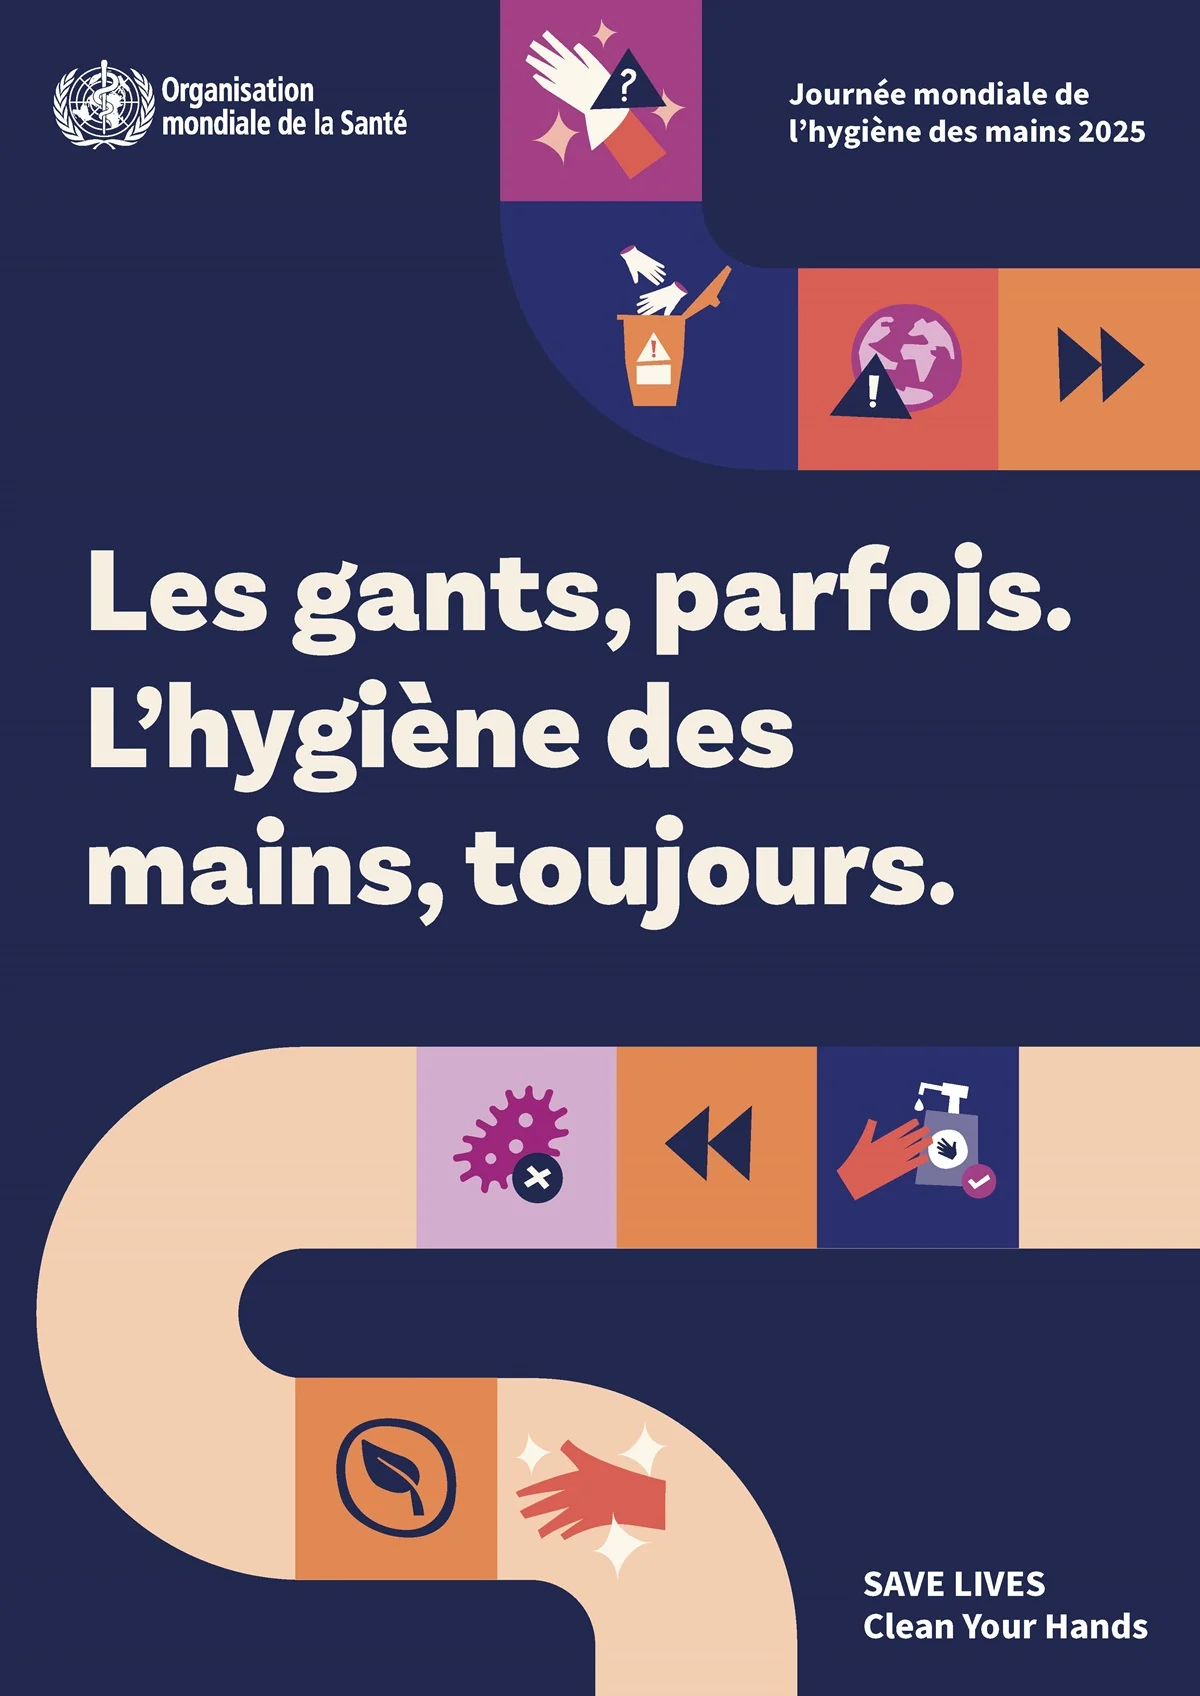 Organisation
mondiale de la Santé
?
Journée mondiale de
l’hygiène des mains 2025
!
!
Les gants, parfois.
L’hygiène des
mains, toujours.
SAVE LIVES
Clean Your Hands